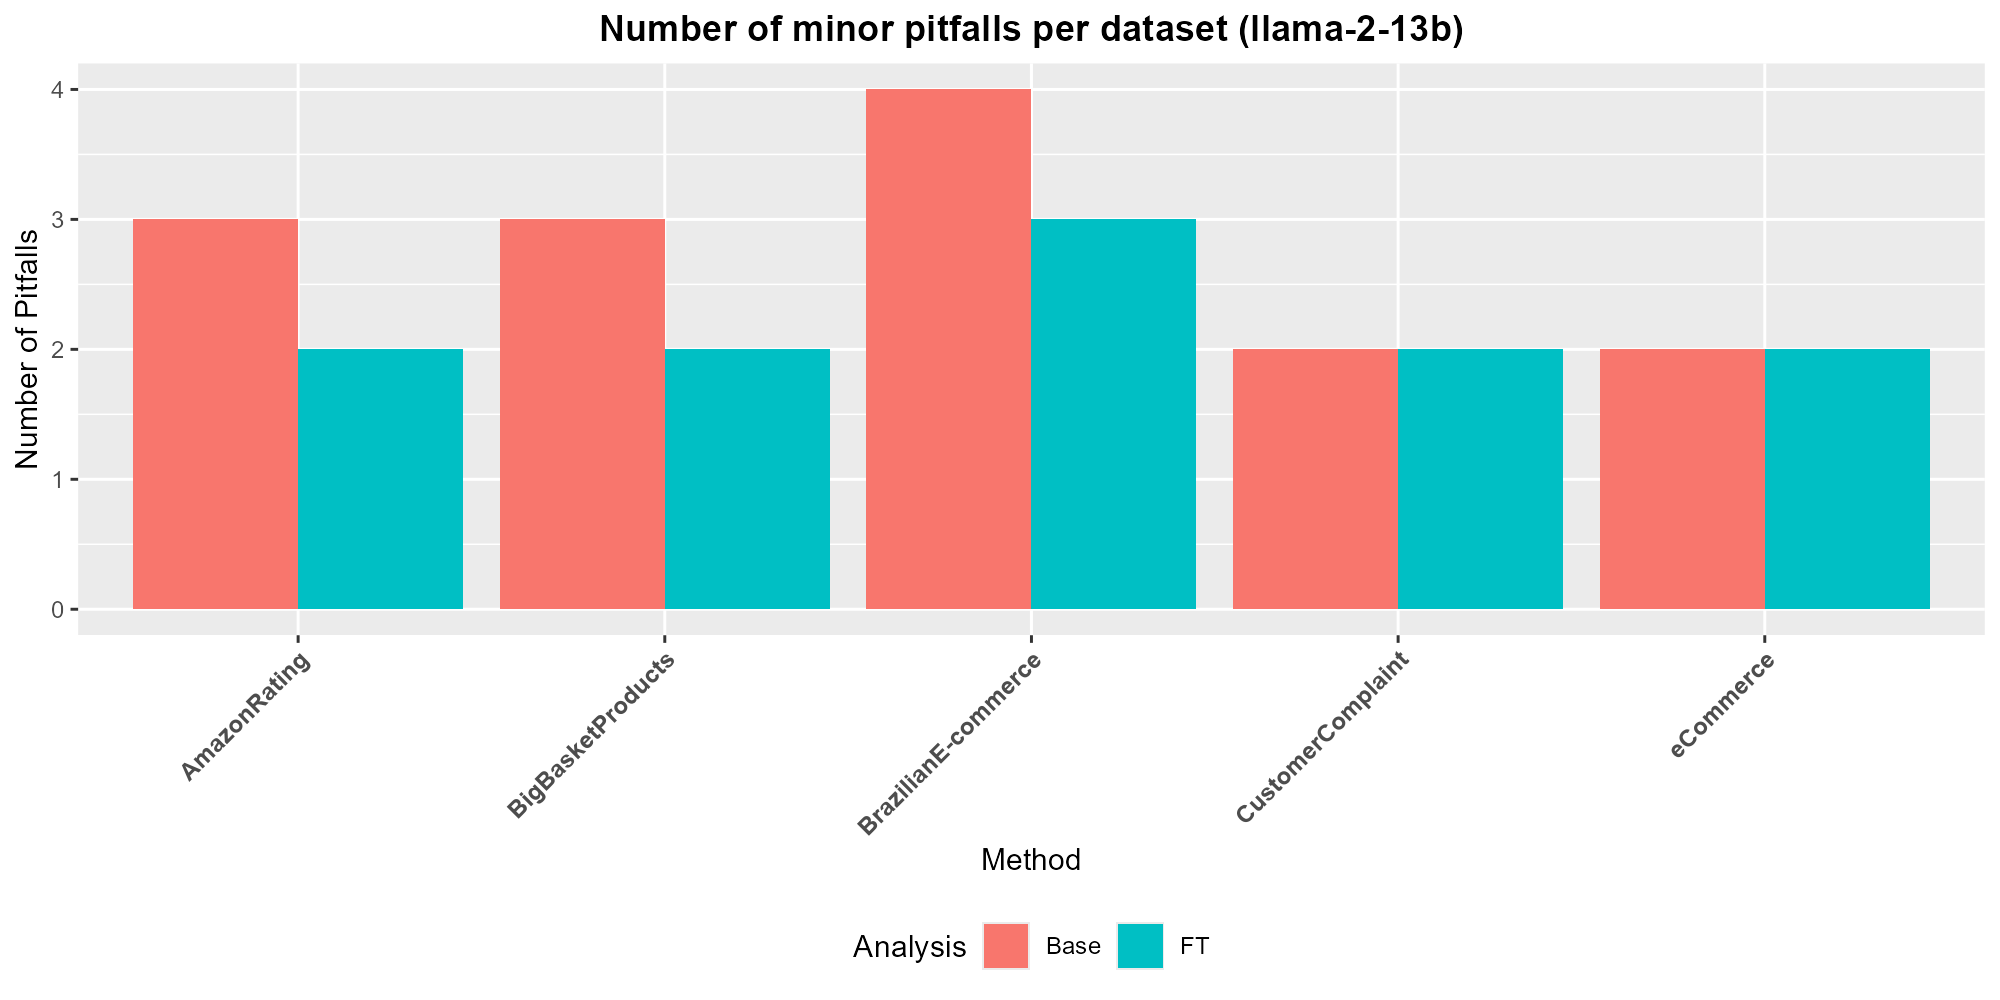 Number of minor pitfalls per dataset (llama-2-13b)
Number of Pitfalls
4
3
2
1
0
AmazonRating
BigBasketProducts
BrazilianE-commerce
CustomerComplaint
eCommerce
Method
Analysis Base FT